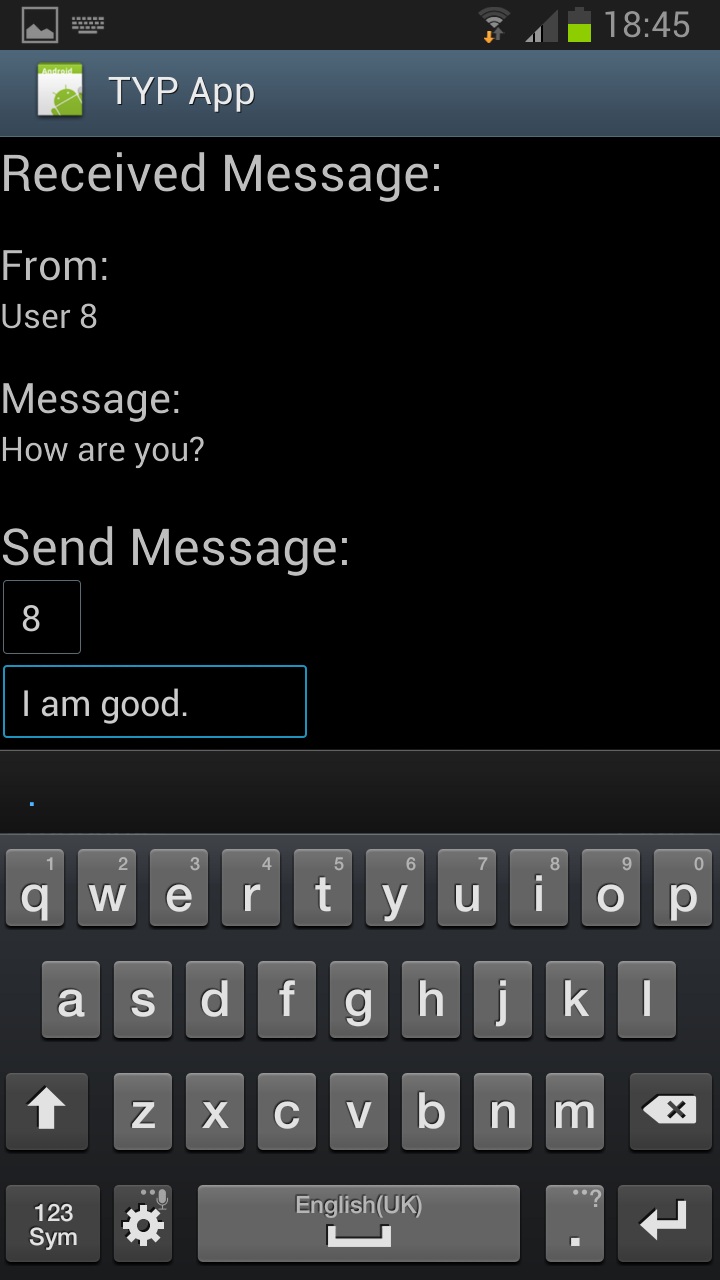 18:45
Android
TYP App
Received Message:
From:
User 8
Message:
How are you?
Send Message:
8
I am good.
.
1 2 3 4 5 6 7 8 9 0
q w e r t y u i o p
a s d f g h j k l
z x c v b n m
123
Sym
English(UK)
. ?